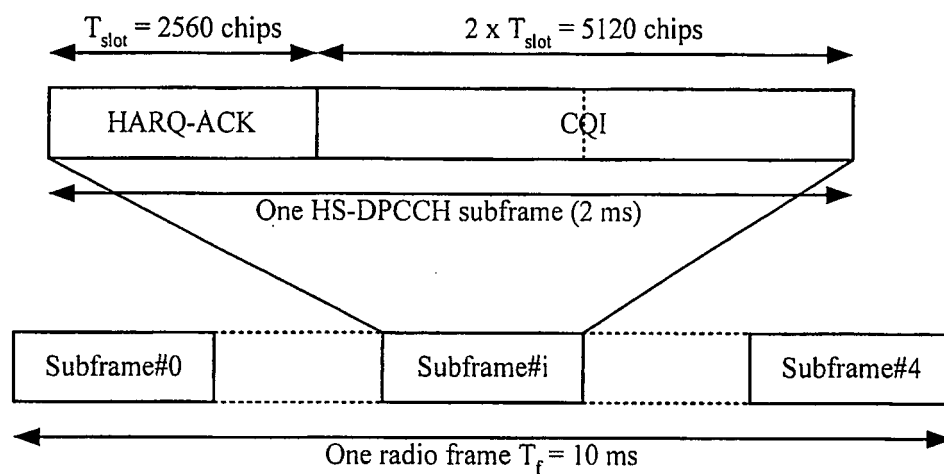 T_slot = 2560 chips
2 x T_slot = 5120 chips
HARQ-ACK
CQI
One HS-DPCCH subframe (2 ms)
Subframe#0
Subframe#i
Subframe#4
One radio frame T_f = 10 ms